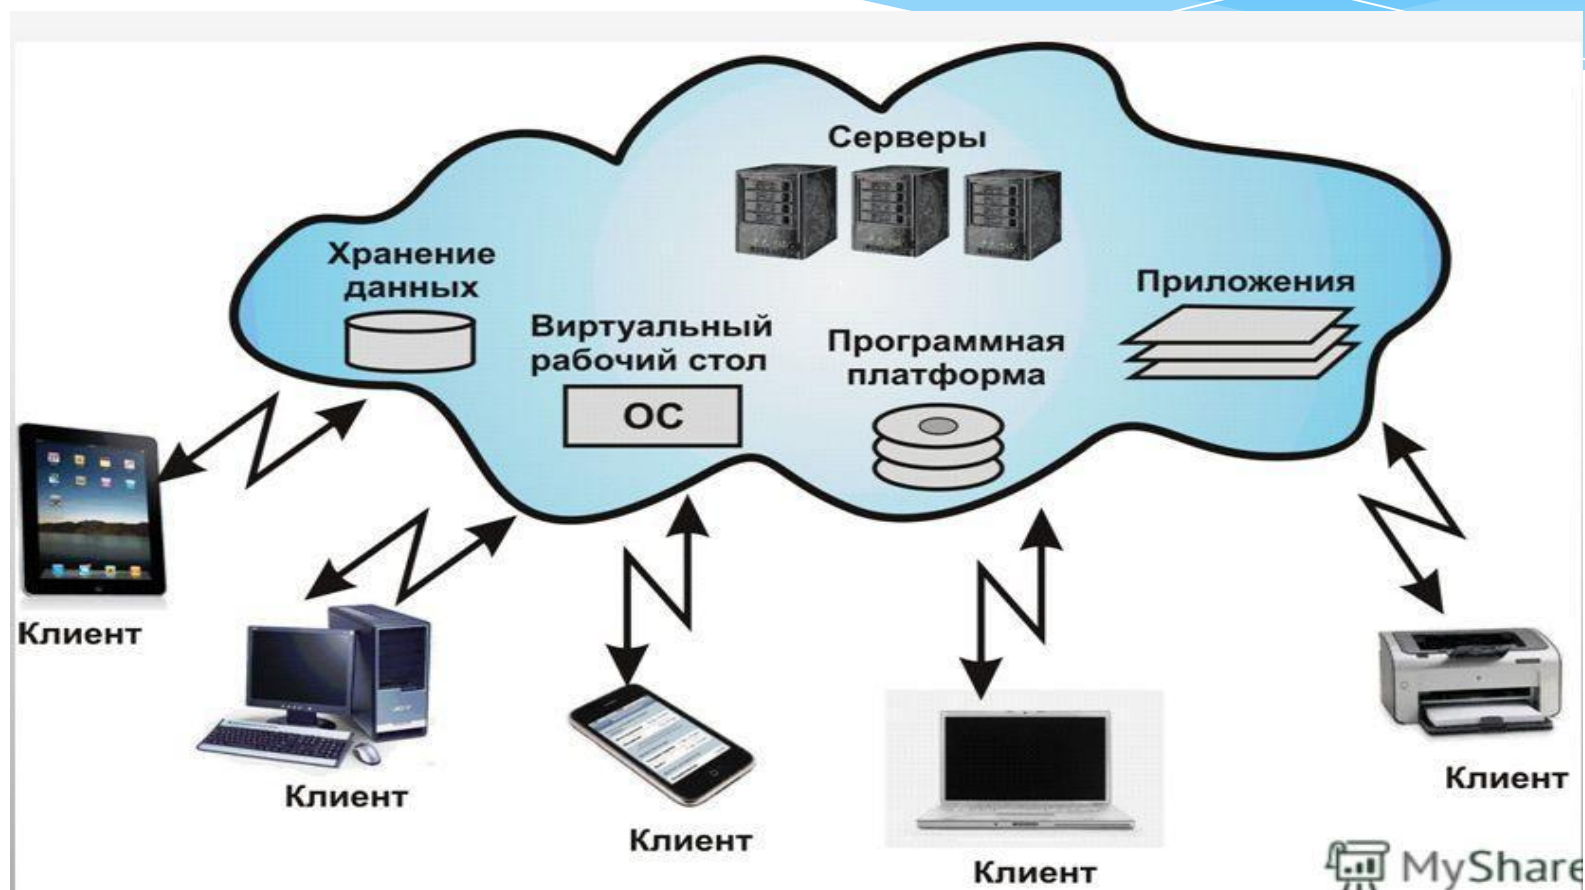 Серверы
Хранение
данных
Приложения
Виртуальный
рабочий стол
Программная
платформа
ОС
Клиент
Клиент
Клиент
Клиент
Клиент
MyShare